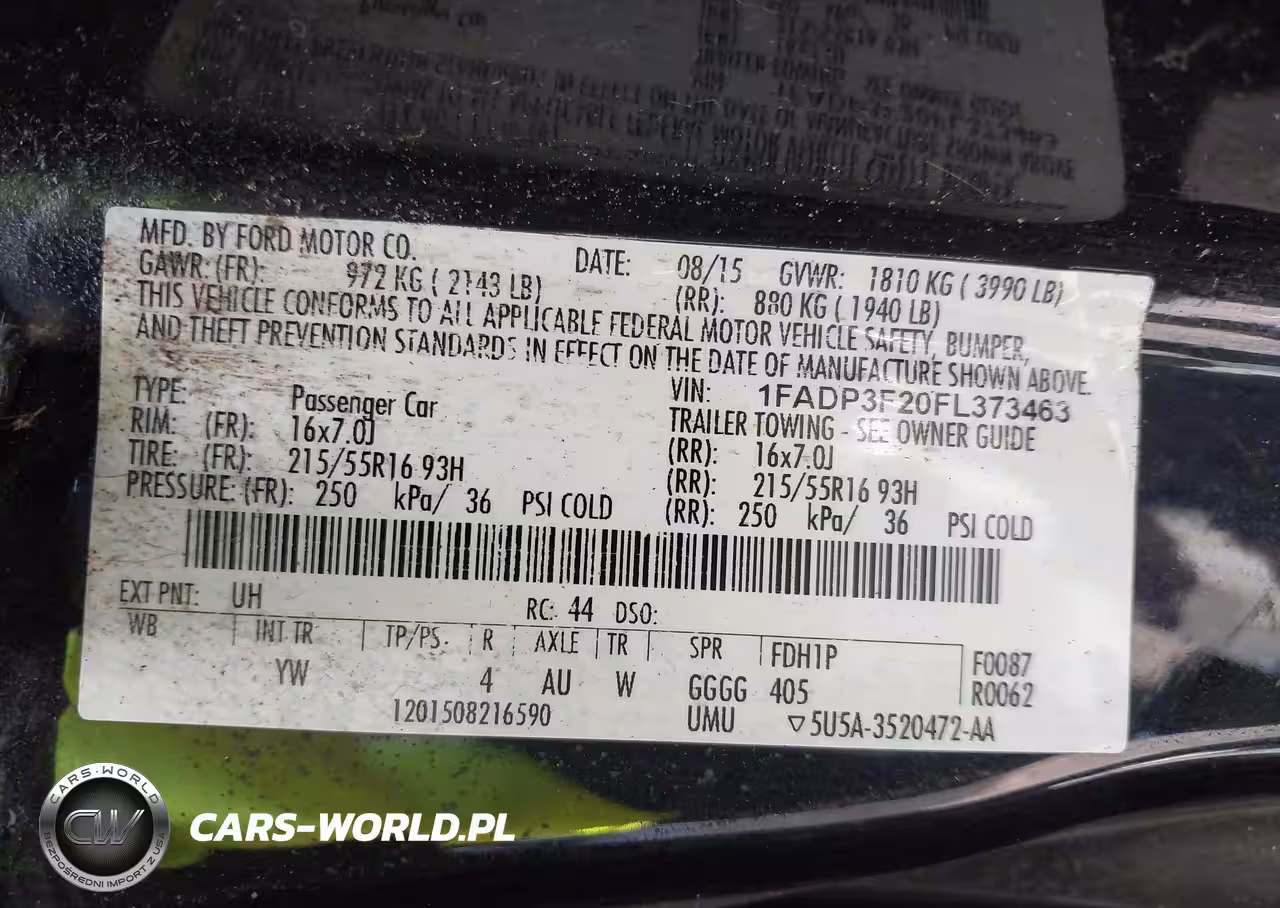 MFD. BY FORD MOTOR CO. DATE: 08/15 GVWR: 1810 KG ( 3990 LB)
GAWR: (FR): 972 KG ( 2143 LB) (RR): 880 KG ( 1940 LB)
THIS VEHICLE CONFORMS TO ALL APPLICABLE FEDERAL MOTOR VEHICLE SAFETY, BUMPER,
AND THEFT PREVENTION STANDARDS IN EFFECT ON THE DATE OF MANUFACTURE SHOWN ABOVE.
VIN: 1FADP3F20FL373463
TYPE: Passenger Car TRAILER TOWING - SEE OWNER GUIDE
RIM: (FR): 16x7.0J (RR): 16x7.0J
TIRE: (FR): 215/55R16 93H (RR): 215/55R16 93H
PRESSURE: (FR): 250 kPa/ 36 PSI COLD (RR): 250 kPa/ 36 PSI COLD
EXT PNT: UH RC: 44 DSO:
WB INT TR TP/PS R AXLE TR SPR FDH1P F0087
YW 4 AU W GGGG 405 R0062
1201508216590 UMU ▽5U5A-3520472-AA
CARS-WORLD
CW
BEZPOŚREDNI IMPORT Z USA
CARS-WORLD.PL